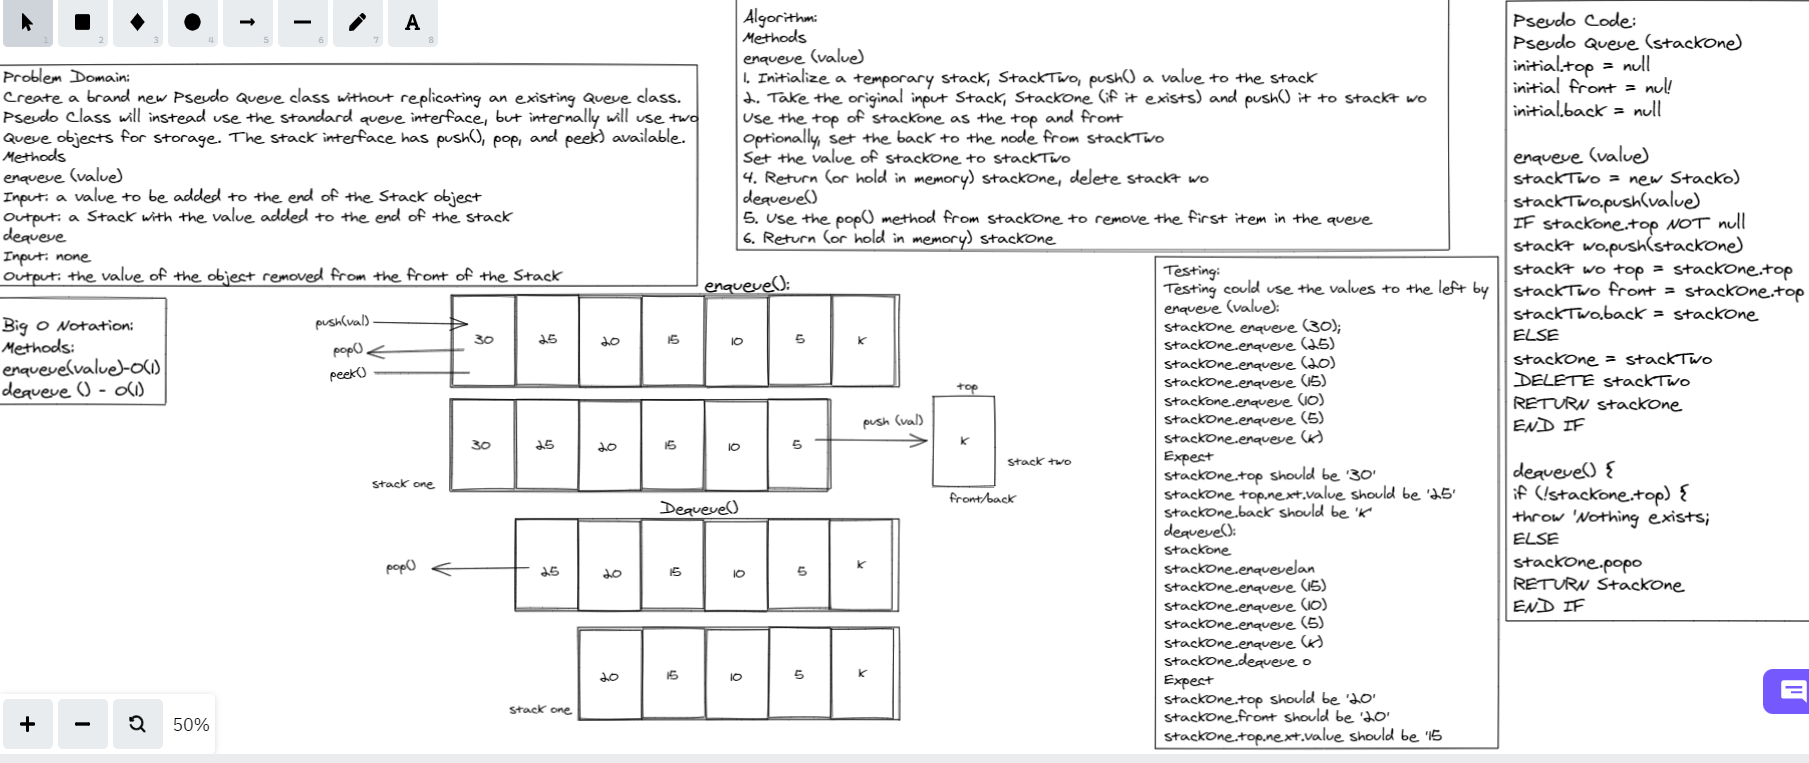 1
2
3
4
5
6
7
A
8
Problem Domain:
Create a brand new Pseudo Queue class without replicating an existing Queue class.
Pseudo Class will instead use the standard queue interface, but internally will use two
Queue objects for storage. The stack interface has push(), pop, and peek) available.
Methods
enqueue (value)
Input: a value to be added to the end of the Stack object
Output: a Stack with the value added to the end of the stack
dequeue
Input: none
Output: the value of the object removed from the front of the Stack
Big O Notation:
Methods:
enqueue(value)-O(1)
dequeue () - O(1)
Algorithm:
Methods
enqueue (value)
1. Initialize a temporary stack, StackTwo, push() a value to the stack
2. Take the original input Stack, StackOne (if it exists) and push() it to stackT wo
Use the top of stackone as the top and front
Optionally, set the back to the node from stackTwo
Set the value of stackOne to stackTwo
4. Return (or hold in memory) stackOne, delete stackT wo
dequeue()
5. Use the pop() method from stackOne to remove the first item in the queue
6. Return (or hold in memory) stackOne
enqueue():
push(val)
pop()
peek()
30 25 20 15 10 5 K
30 25 20 15 10 5
stack one
push (val)
top
K
stack two
front/back
Dequeue()
pop()
25 20 15 10 5 K
20 15 10 5 K
stack one
Testing:
Testing could use the values to the left by
enqueue (value):
stackOne enqueue (30);
stackOne.enqueue (25)
stackOne.enqueue (20)
stackOne.enqueue (15)
stackone.enqueue (10)
stackOne.enqueue (5)
stackOne.enqueue (K)
Expect
stackOne.top should be '30'
stackOne top.next.value should be '25'
stackOne.back should be 'K'
dequeue():
stackOne
stackOne.enqueuelan
stackOne.enqueue (15)
stackOne.enqueue (10)
stackOne.enqueue (5)
stackOne.enqueue (K)
stackOne.dequeue o
Expect
stackOne.top should be '20'
stackOne.front should be '20'
stackOne.top.next.value should be '15
Pseudo Code:
Pseudo Queue (stackOne)
initial.top = null
initial front = nul!
initial.back = null
enqueue (value)
stackTwo = new Stacko)
stackTwo.push(value)
IF stackone.top NOT null
stackT wo.push(stackOne)
stackT wo top = stackOne.top
stackTwo front = stackOne.top
stackTwo.back = stackOne
ELSE
stackOne = stackTwo
DELETE stackTwo
RETURN stackOne
END IF
dequeue() {
if (!stackone.top) {
throw 'Nothing exists;
ELSE
stackOne.popo
RETURN StackOne
END IF
50%